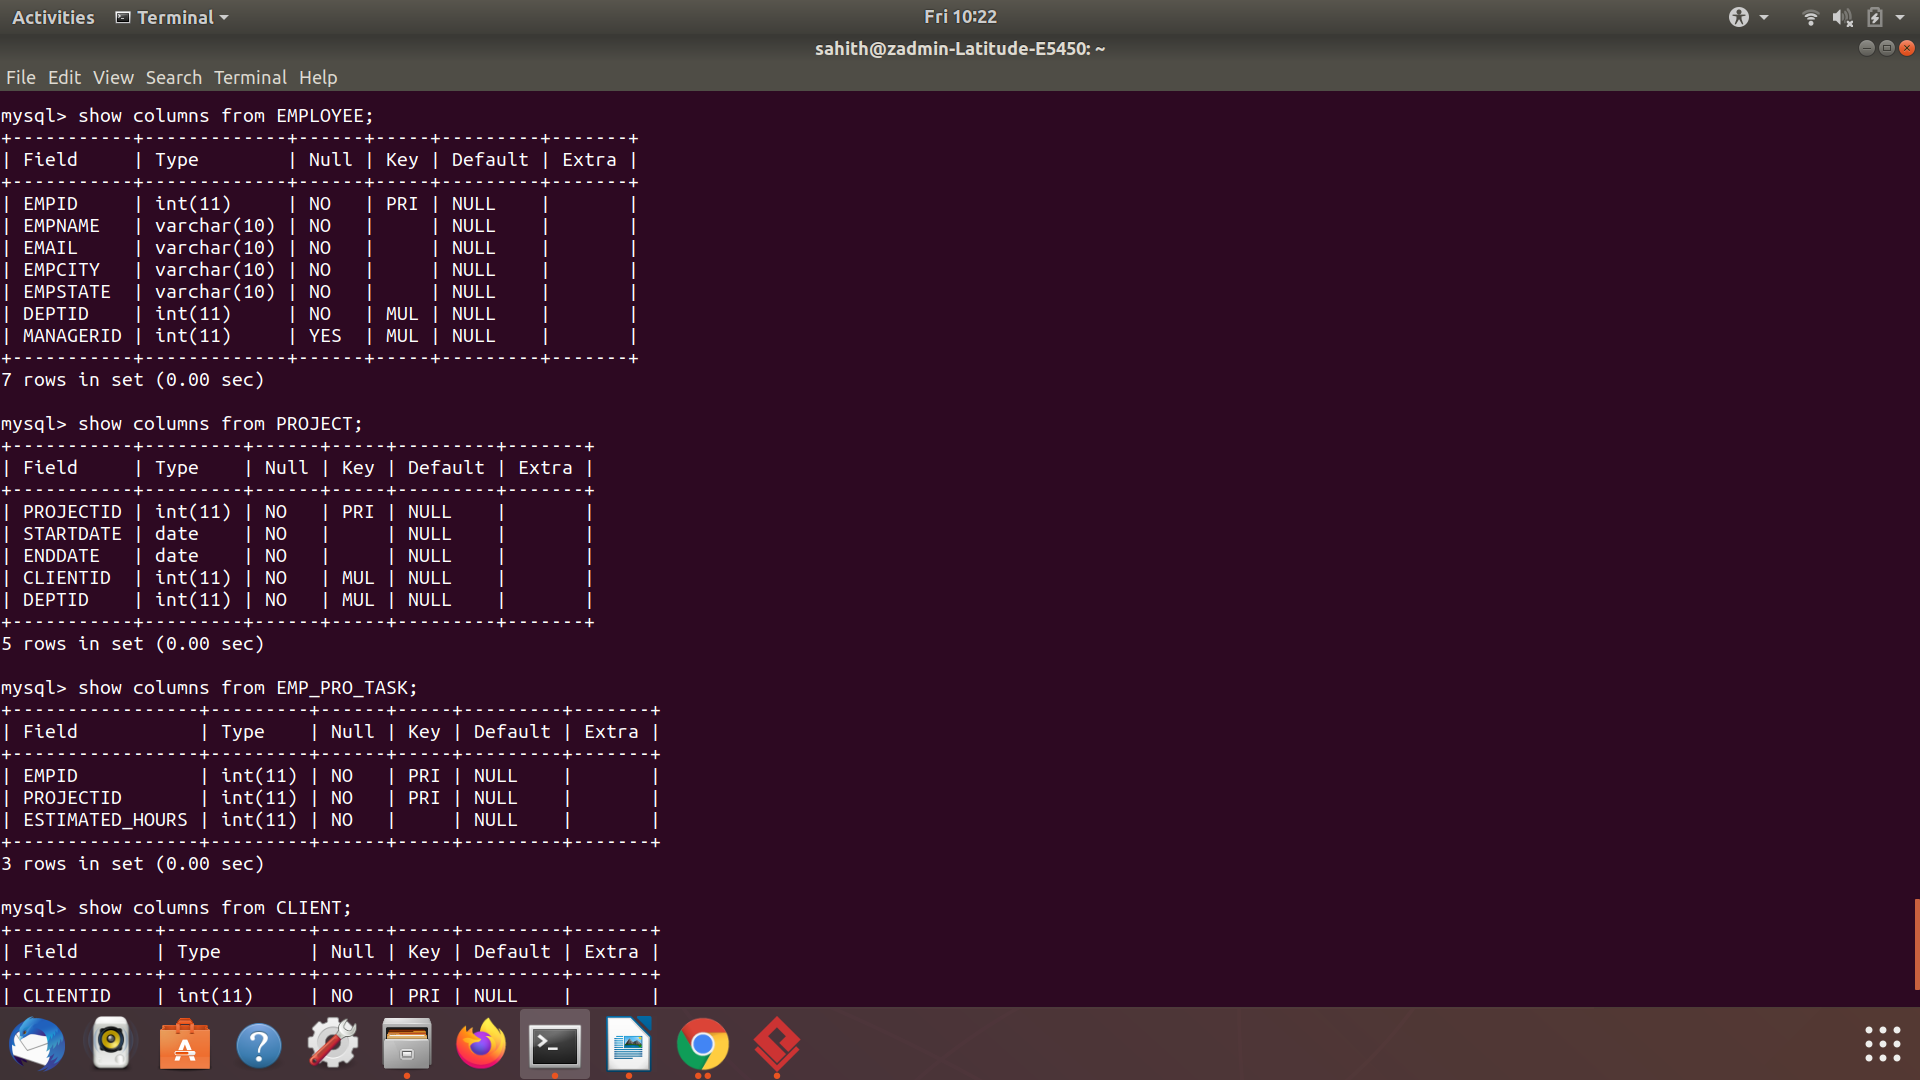 Activities Terminal Fri 10:22
sahith@zadmin-Latitude-E5450: ~
File Edit View Search Terminal Help
mysql> show columns from EMPLOYEE;
+-----------+-------------+------+-----+---------+-------+
| Field     | Type        | Null | Key | Default | Extra |
+-----------+-------------+------+-----+---------+-------+
| EMPID     | int(11)     | NO   | PRI | NULL    |       |
| EMPNAME   | varchar(10) | NO   |     | NULL    |       |
| EMAIL     | varchar(10) | NO   |     | NULL    |       |
| EMPCITY   | varchar(10) | NO   |     | NULL    |       |
| EMPSTATE  | varchar(10) | NO   |     | NULL    |       |
| DEPTID    | int(11)     | NO   | MUL | NULL    |       |
| MANAGERID | int(11)     | YES  | MUL | NULL    |       |
+-----------+-------------+------+-----+---------+-------+
7 rows in set (0.00 sec)
mysql> show columns from PROJECT;
+-----------+---------+------+-----+---------+-------+
| Field     | Type    | Null | Key | Default | Extra |
+-----------+---------+------+-----+---------+-------+
| PROJECTID | int(11) | NO   | PRI | NULL    |       |
| STARTDATE | date    | NO   |     | NULL    |       |
| ENDDATE   | date    | NO   |     | NULL    |       |
| CLIENTID  | int(11) | NO   | MUL | NULL    |       |
| DEPTID    | int(11) | NO   | MUL | NULL    |       |
+-----------+---------+------+-----+---------+-------+
5 rows in set (0.00 sec)
mysql> show columns from EMP_PRO_TASK;
+-----------------+---------+------+-----+---------+-------+
| Field           | Type    | Null | Key | Default | Extra |
+-----------------+---------+------+-----+---------+-------+
| EMPID           | int(11) | NO   | PRI | NULL    |       |
| PROJECTID       | int(11) | NO   | PRI | NULL    |       |
| ESTIMATED_HOURS | int(11) | NO   |     | NULL    |       |
+-----------------+---------+------+-----+---------+-------+
3 rows in set (0.00 sec)
mysql> show columns from CLIENT;
+-------------+-------------+------+-----+---------+-------+
| Field       | Type        | Null | Key | Default | Extra |
+-------------+-------------+------+-----+---------+-------+
| CLIENTID    | int(11)     | NO   | PRI | NULL    |       |